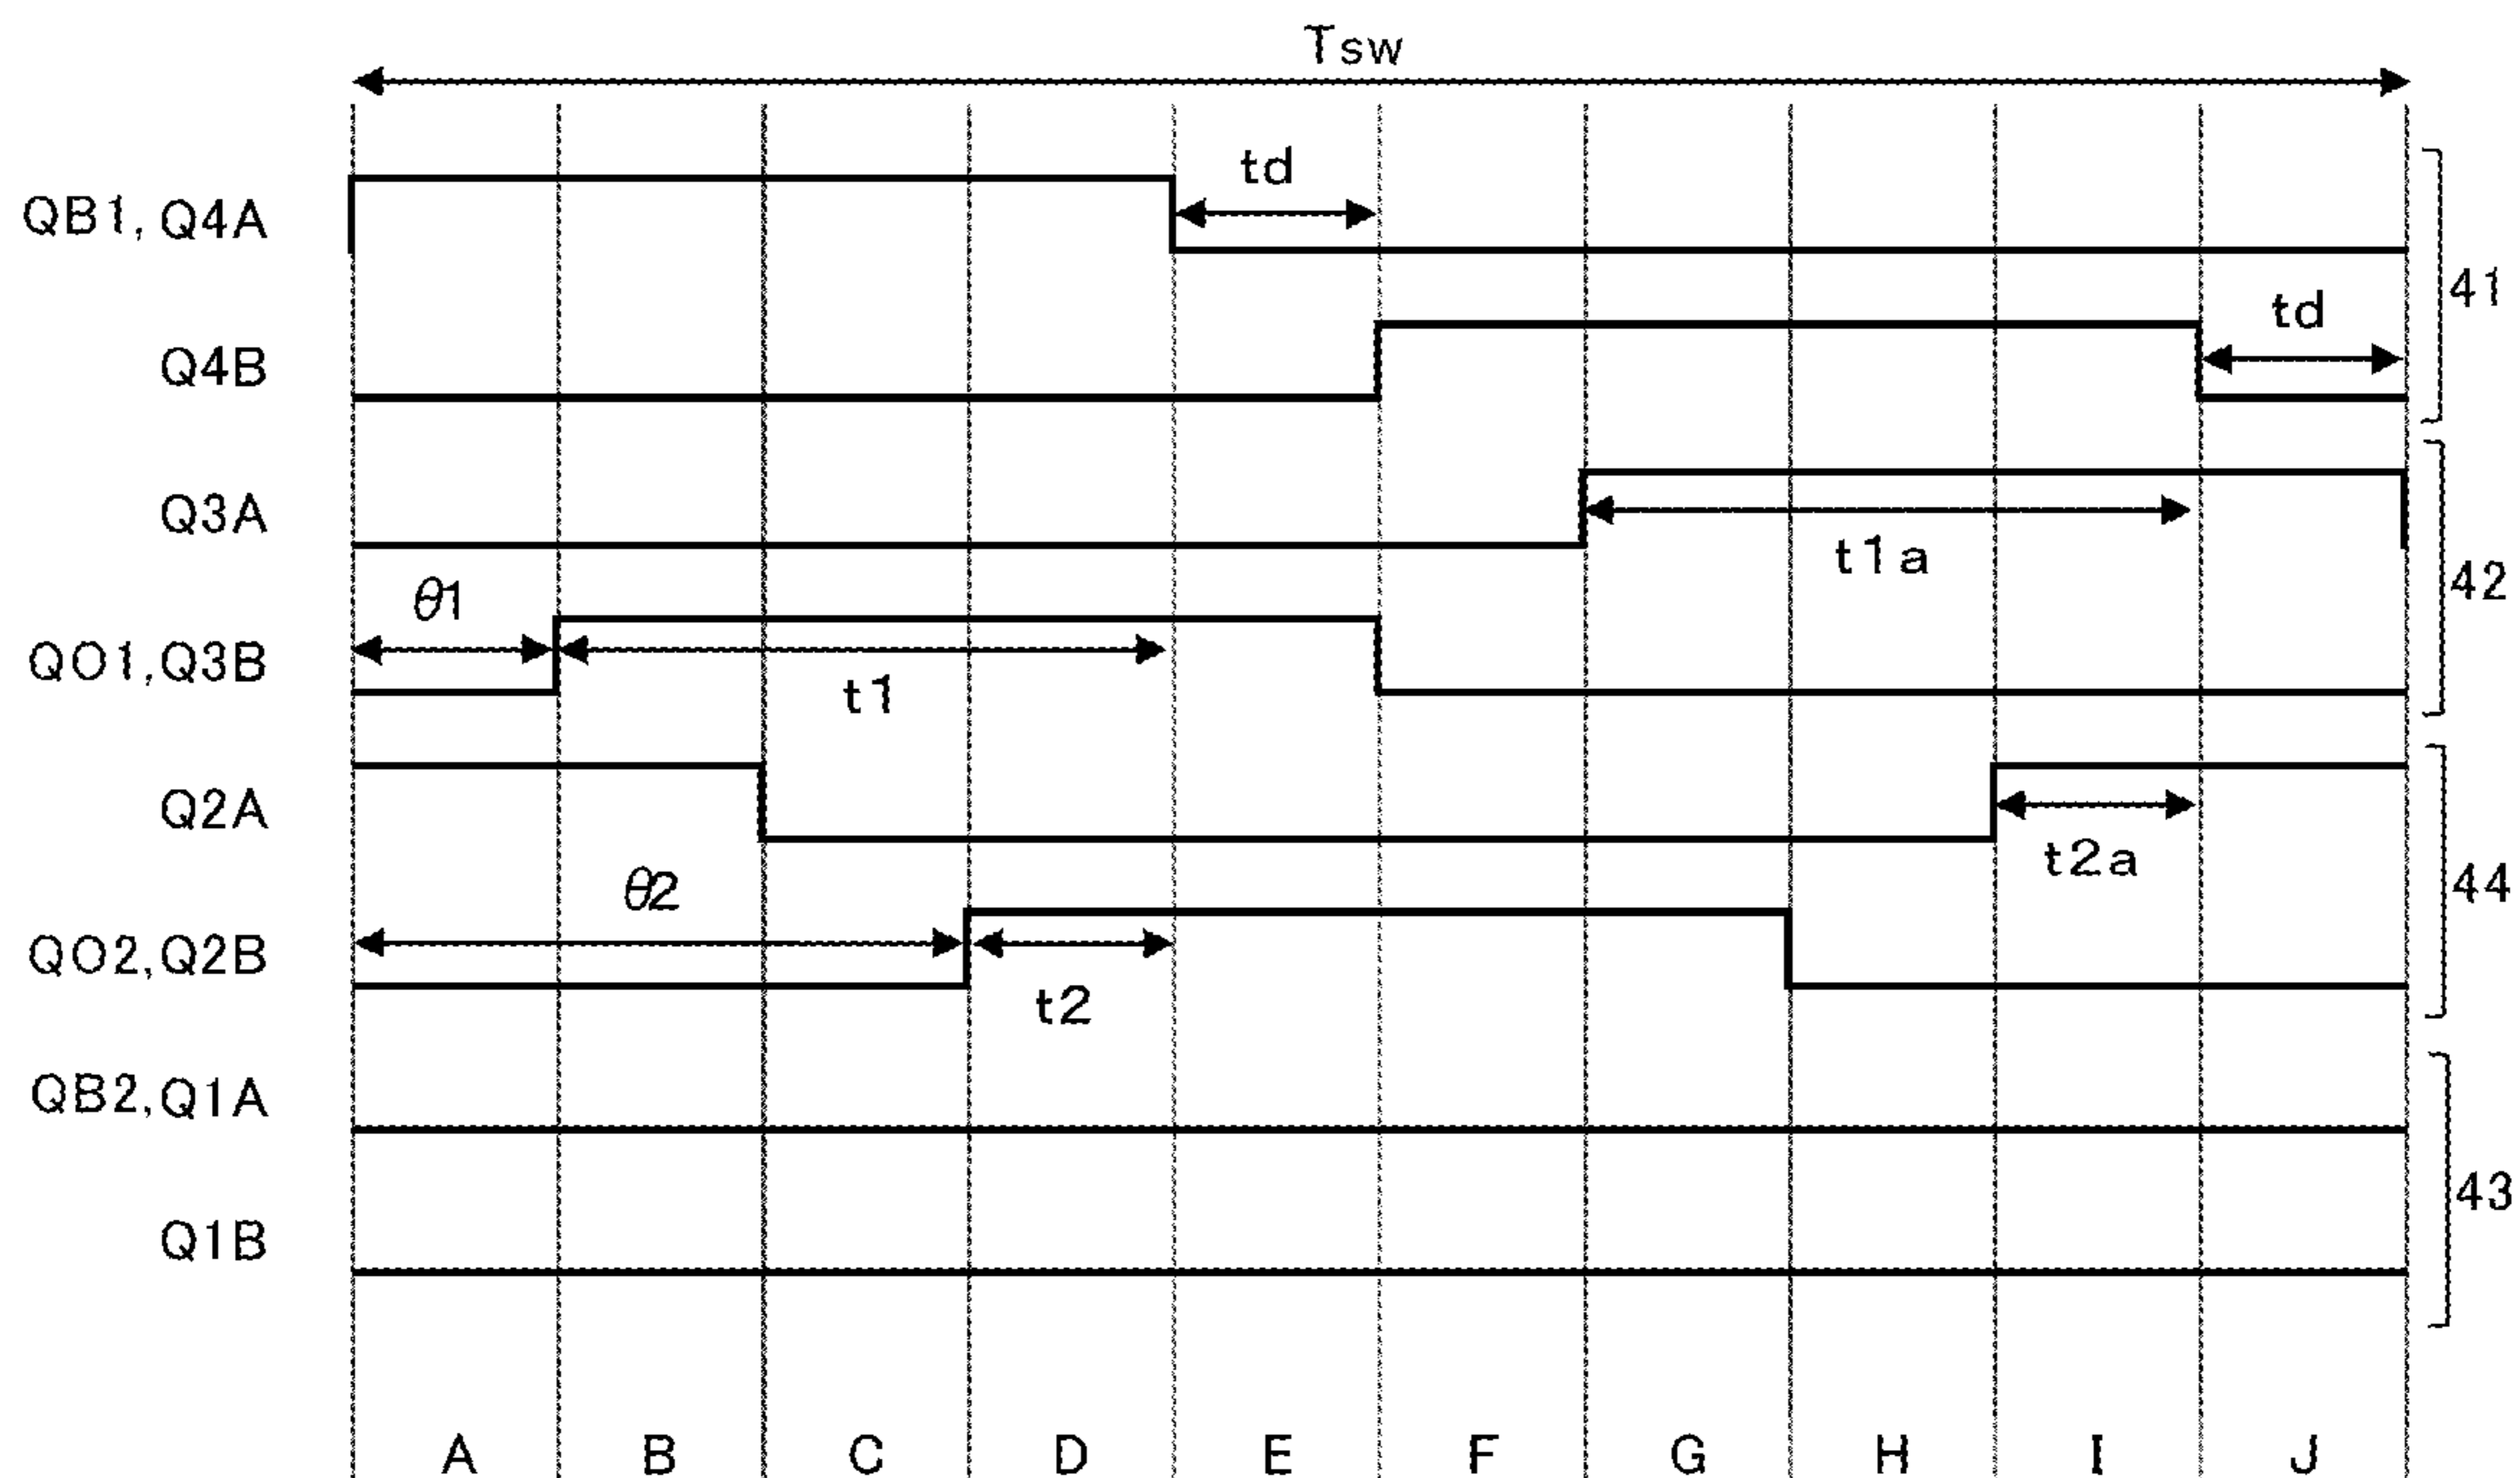 Tsw
QB1, Q4A
td
Q4B
td
41
Q3A
t1a
θ1
QO1,Q3B
t1
42
Q2A
t2a
θ2
QO2,Q2B
t2
44
QB2,Q1A
Q1B
43
A B C D E F G H I J